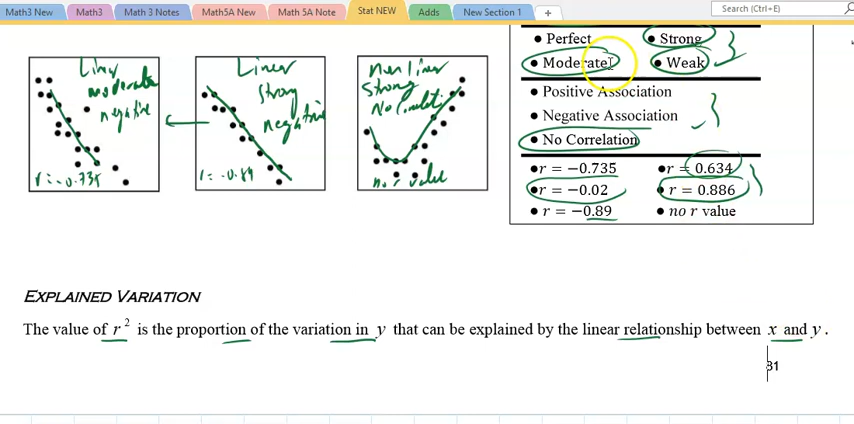 Math3 New Math3 Math 3 Notes Math5A New Math 5A Note Stat NEW Adds New Section 1 +
Search (Ctrl+E)
Liner
moderate
negative
r=-0.735
Liner
strong
negative
r=-0.89
non liner
strong
no r value
• Perfect • Strong
• Moderate • Weak
• Positive Association
• Negative Association
• No Correlation
• r = −0.735 • r = 0.634
• r = −0.02 • r = 0.886
• r = −0.89 • no r value
EXPLAINED VARIATION
The value of r² is the proportion of the variation in y that can be explained by the linear relationship between x and y.
31